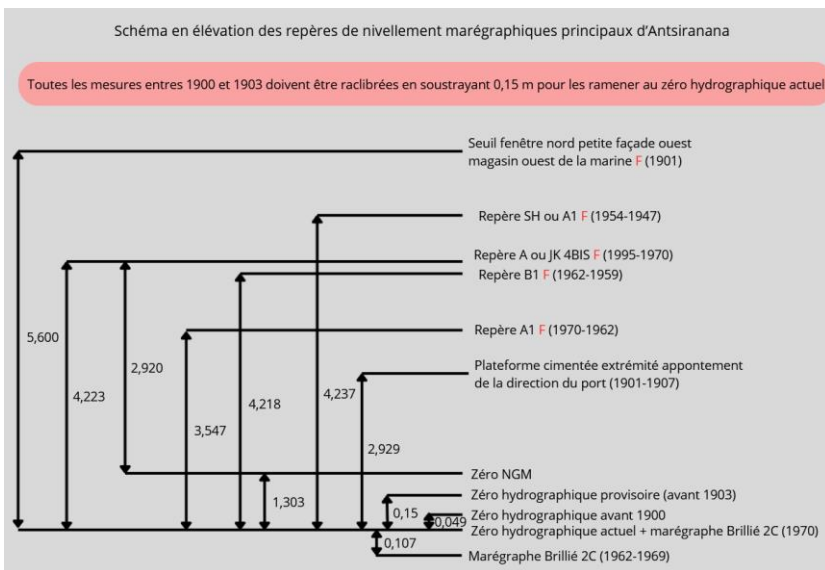 Schéma en élévation des repères de nivellement marégraphiques principaux d'Antsiranana
Toutes les mesures entres 1900 et 1903 doivent être raclibrées en soustrayant 0,15 m pour les ramener au zéro hydrographique actuel
Seuil fenêtre nord petite façade ouest
magasin ouest de la marine F (1901)
Repère SH ou A1 F (1954-1947)
Repère A ou JK 4BIS F (1995-1970)
Repère B1 F (1962-1959)
Repère A1 F (1970-1962)
5,600
2,920
Plateforme cimentée extrémité appontement
de la direction du port (1901-1907)
4,223
4,237
4,218
3,547
2,929
Zéro NGM
Zéro hydrographique provisoire (avant 1903)
1,303
0,15
Zéro hydrographique avant 1900
0,049
Zéro hydrographique actuel + marégraphe Brillié 2C (1970)
0,107
Marégraphe Brillié 2C (1962-1969)